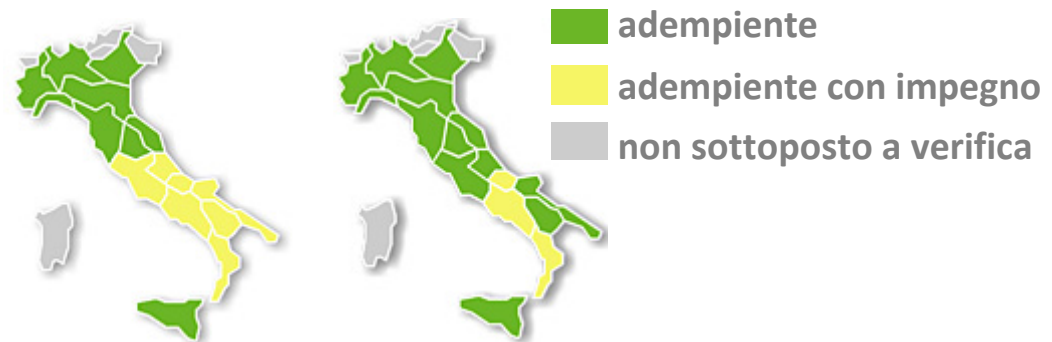 adempiente
adempiente con impegno
non sottoposto a verifica